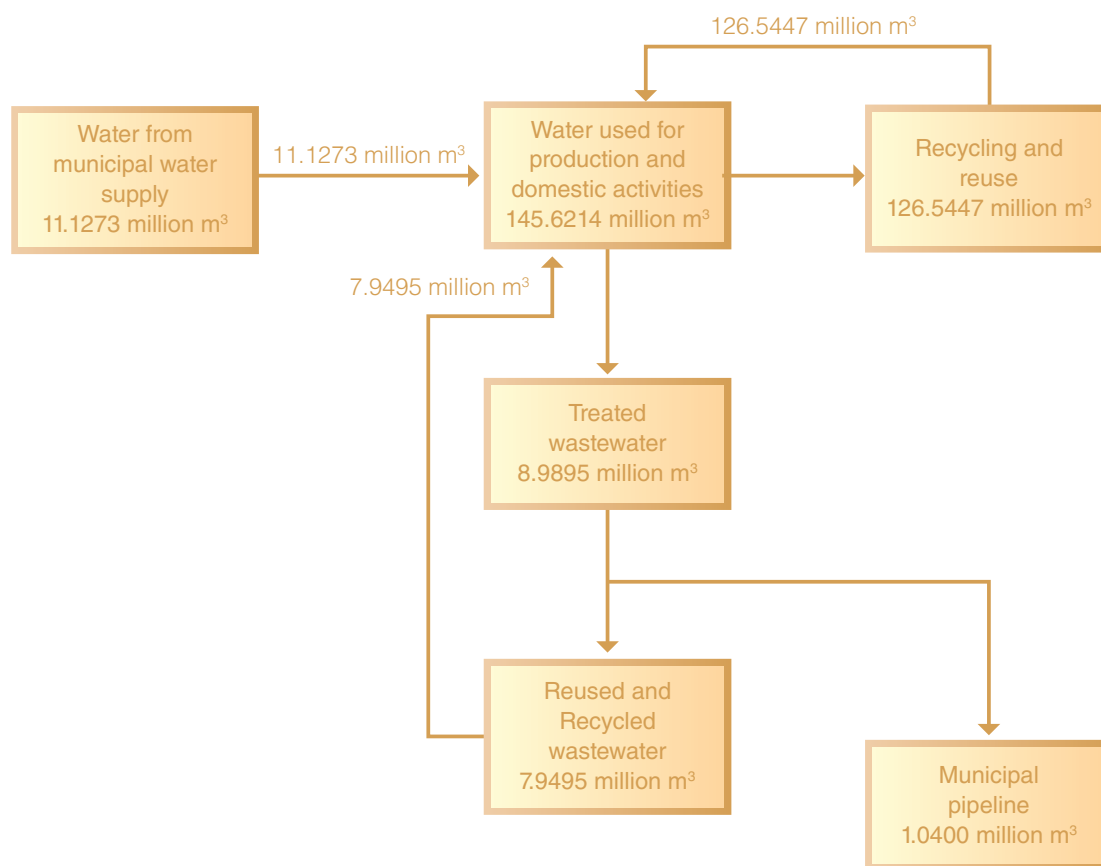 126.5447 million m³
Water from
municipal water
supply
11.1273 million m³
11.1273 million m³
Water used for
production and
domestic activities
145.6214 million m³
Recycling and
reuse
126.5447 million m³
7.9495 million m³
Treated
wastewater
8.9895 million m³
Reused and
Recycled
wastewater
7.9495 million m³
Municipal
pipeline
1.0400 million m³